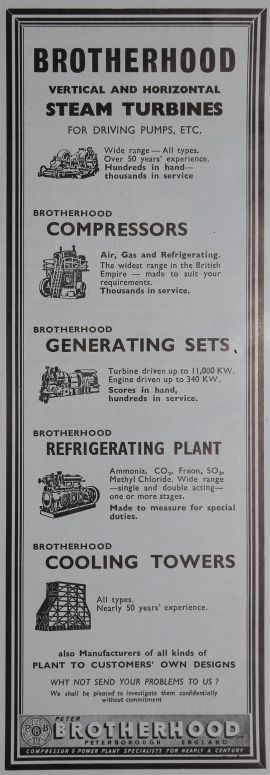 BROTHERHOOD
VERTICAL AND HORIZONTAL
STEAM TURBINES
FOR DRIVING PUMPS, ETC.
Wide range — All types.
Over 50 years' experience.
Hundreds in hand—
thousands in service
BROTHERHOOD
COMPRESSORS
Air, Gas and Refrigerating.
The widest range in the British
Empire — made to suit your
requirements.
Thousands in service.
BROTHERHOOD
GENERATING SETS
Turbine driven up to 11,000 KW.
Engine driven up to 340 KW.
Scores in hand,
hundreds in service.
BROTHERHOOD
REFRIGERATING PLANT
Ammonia, CO₂, Freon, SO₂,
Methyl Chloride. Wide range
—single and double acting—
one or more stages.
Made to measure for special
duties.
BROTHERHOOD
COOLING TOWERS
All types.
Nearly 50 years' experience.
also Manufacturers of all kinds of
PLANT TO CUSTOMERS' OWN DESIGNS
WHY NOT SEND YOUR PROBLEMS TO US ?
We shall be pleased to investigate them confidentially
without commitment
PETER
BROTHERHOOD
PETERBOROUGH ENGLAND
COMPRESSOR & POWER PLANT SPECIALISTS FOR NEARLY A CENTURY